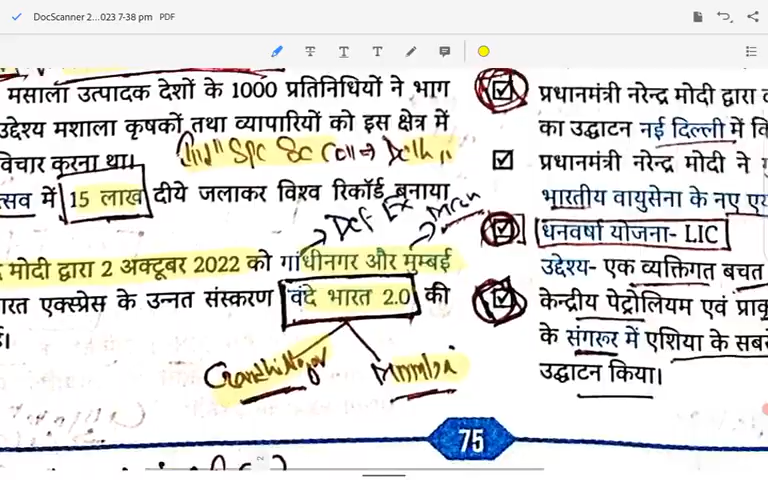 DocScanner 2...023 7-38 pm PDF
मसाला उत्पादक देशों के 1000 प्रतिनिधियों ने भाग
उद्देश्य मशाला कृषकों तथा व्यापारियों को इस क्षेत्र में
विचार करना था।
Delhi
त्सव में 15 लाख दीये जलाकर विश्व रिकॉर्ड बनाया
Def Ex
मोदी द्वारा 2 अक्टूबर 2022 को गांधीनगर और मुम्बई
रत एक्स्प्रेस के उन्नत संस्करण वंदे भारत 2.0 की
ई।
GandhiNagar
Mumbai
प्रधानमंत्री नरेन्द्र मोदी द्वारा
का उद्घाटन नई दिल्ली में
प्रधानमंत्री नरेन्द्र मोदी ने
भारतीय वायुसेना के नए
धनवर्षा योजना- LIC
उद्देश्य- एक व्यक्तिगत बचत
केन्द्रीय पेट्रोलियम एवं
के संगरूर में एशिया के सबसे
उद्घाटन किया।
75